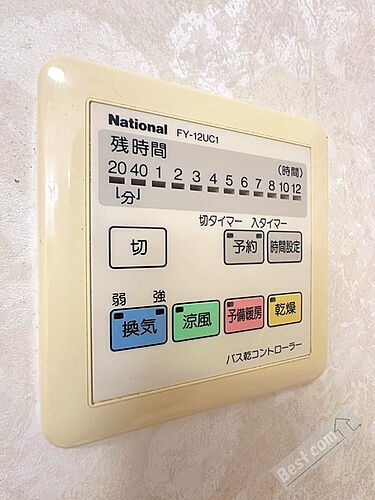 National FY-12UC1
残時間 (時間)
20 40 1 2 3 4 5 6 7 8 10 12
分
切タイマー 入タイマー
切 予約 時間設定
弱 強
換気 涼風 予備暖房 乾燥
バス乾コントローラー
Best.com